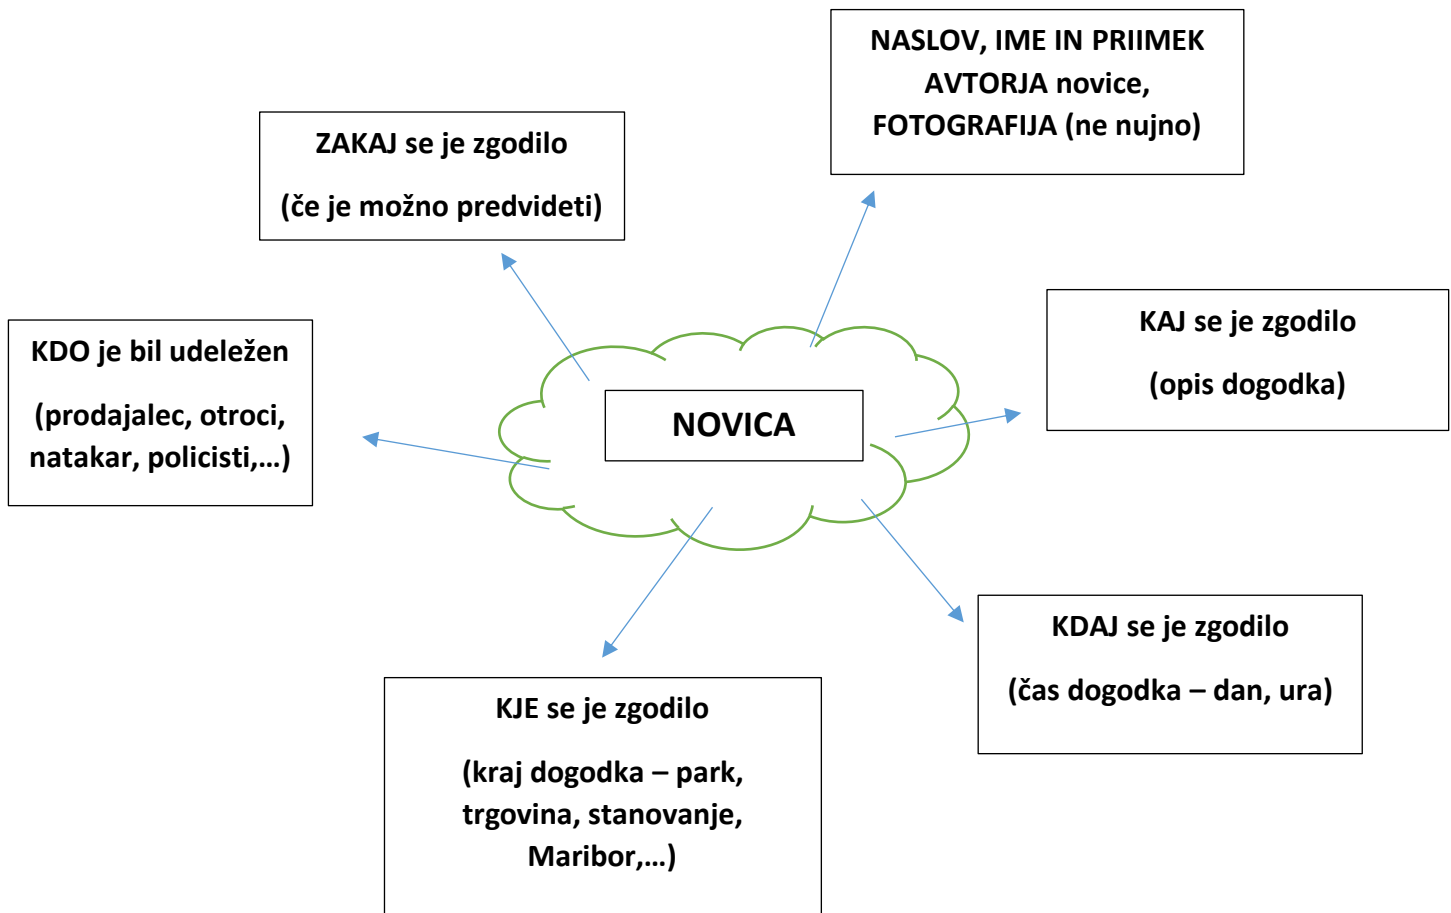 NASLOV, IME IN PRIIMEK
AVTORJA novice,
FOTOGRAFIJA (ne nujno)
ZAKAJ se je zgodilo
(če je možno predvideti)
KAJ se je zgodilo
(opis dogodka)
KDO je bil udeležen
(prodajalec, otroci,
natakar, policisti,...)
NOVICA
KDAJ se je zgodilo
(čas dogodka – dan, ura)
KJE se je zgodilo
(kraj dogodka – park,
trgovina, stanovanje,
Maribor,...)